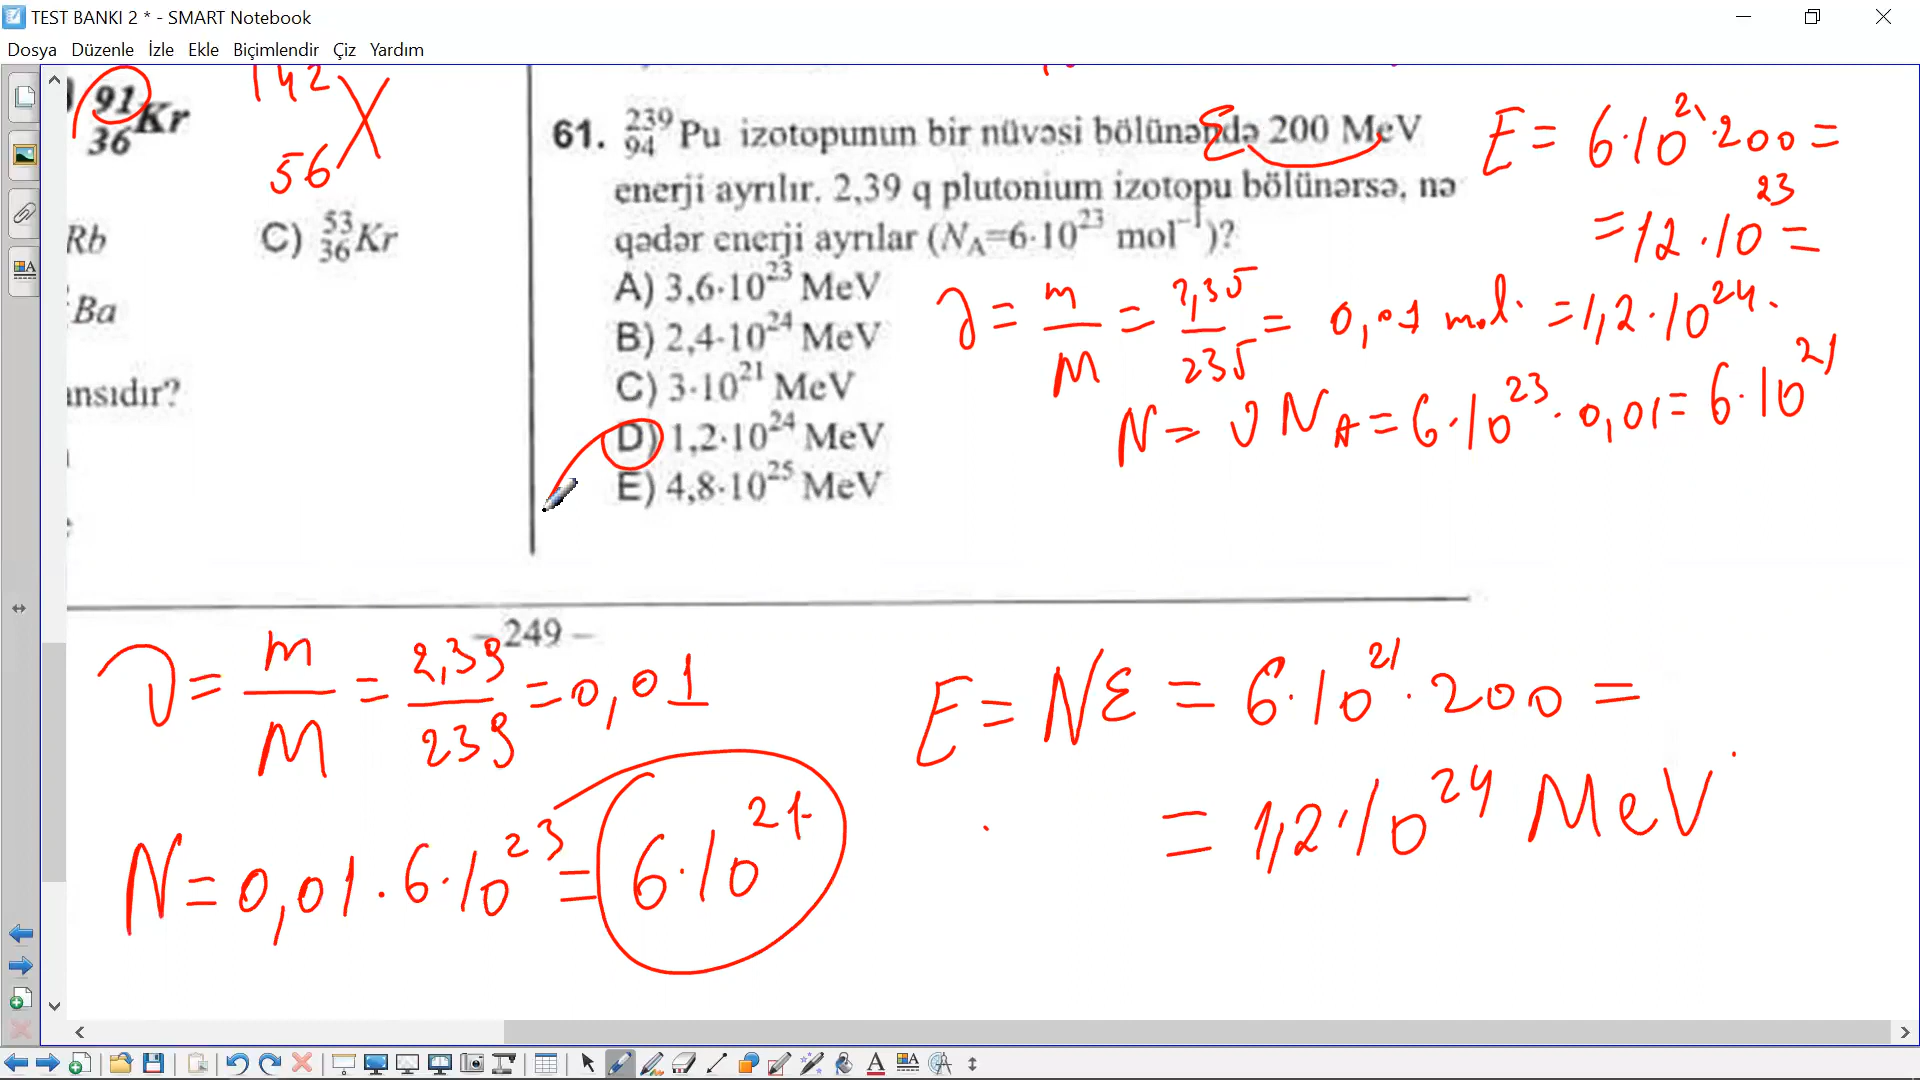 TEST BANKI 2 * - SMART Notebook
Dosya Düzenle İzle Ekle Biçimlendir Çiz Yardım
91
36 Kr
142
56 X
Rb
C) 53
36 Kr
Ba
ansıdır?
61. 239
94 Pu izotopunun bir nüvəsi bölünəndə 200 MeV
enerji ayrılır. 2,39 q plutonium izotopu bölünərsə, nə
qədər enerji ayrılar (N_A=6·10^23 mol^-1)?
A) 3,6·10^23 MeV
B) 2,4·10^24 MeV
C) 3·10^21 MeV
D) 1,2·10^24 MeV
E) 4,8·10^25 MeV
ε
E = 6·10^21·200 =
= 12·10^23 =
= 1,2·10^24.
ν = m/M = 2,35/235 = 0,01 mol.
N = ν N_A = 6·10^23·0,01 = 6·10^21
– 249 –
ν = m/M = 2,39/239 = 0,01
N = 0,01·6·10^23 = 6·10^21
E = Nε = 6·10^21·200 =
= 1,2·10^24 MeV